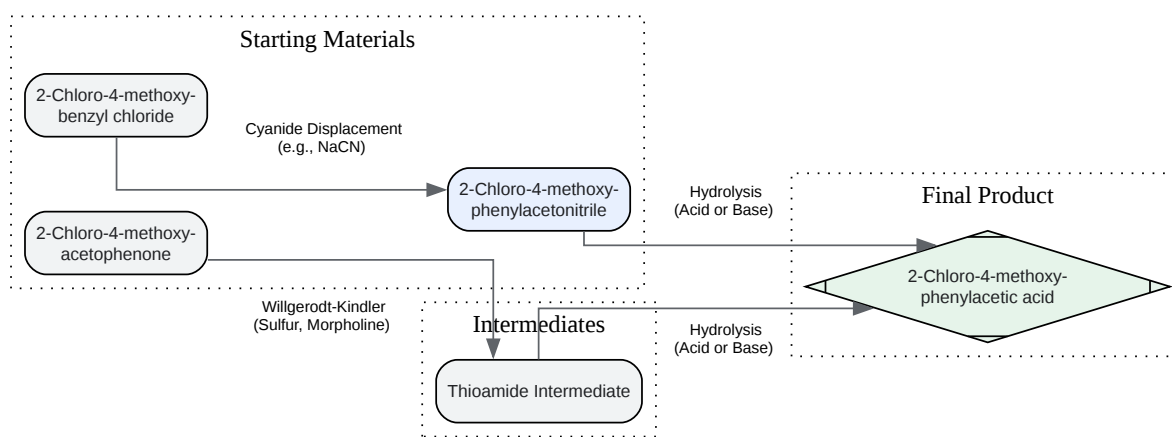 Starting Materials
2-Chloro-4-methoxy-
benzyl chloride
Cyanide Displacement
(e.g., NaCN)
2-Chloro-4-methoxy-
phenylacetonitrile
2-Chloro-4-methoxy-
acetophenone
Hydrolysis
(Acid or Base)
Final Product
2-Chloro-4-methoxy-
phenylacetic acid
Willgerodt-Kindler
(Sulfur, Morpholine)
Intermediates
Hydrolysis
(Acid or Base)
Thioamide Intermediate